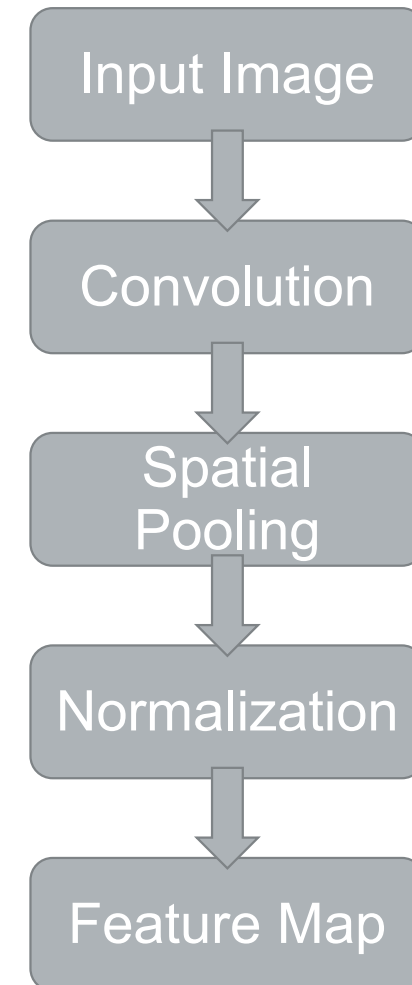 Input Image
Convolution
Spatial
Pooling
Normalization
Feature Map